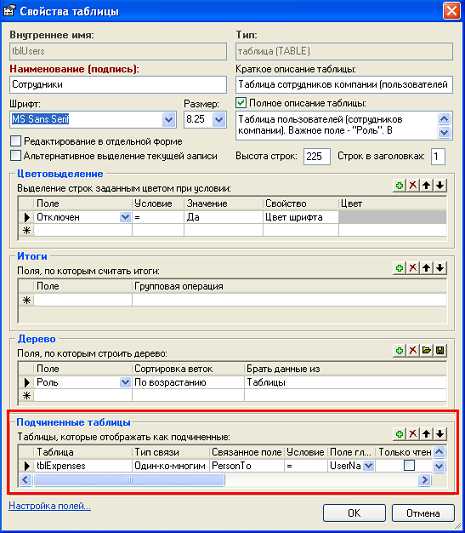 Свойства таблицы
Внутреннее имя: Тип:
tblUsers таблица (TABLE)
Наименование (подпись): Краткое описание таблицы:
Сотрудники Таблица сотрудников компании (пользователей
Шрифт: Размер: Полное описание таблицы:
MS Sans Serif 8.25 Таблица пользователей (сотрудников
компании). Важное поле - "Роль". В
Редактирование в отдельной форме
Альтернативное выделение текущей записи Высота строк: 225 Строк в заголовках: 1
Цветовыделение
Выделение строк заданным цветом при условии:
Поле Условие Значение Свойство Цвет
Отключен = Да Цвет шрифта
Итоги
Поля, по которым считать итоги:
Поле Групповая операция
Дерево
Поля, по которым строить дерево:
Поле Сортировка веток Брать данные из
Роль По возрастанию Таблицы
Подчиненные таблицы
Таблицы, которые отображать как подчиненные:
Таблица Тип связи Связанное поле Условие Поле гл... Только чтен
tblExpenses Один-ко-многим PersonTo = UserNa
Настройка полей... ОК Отмена